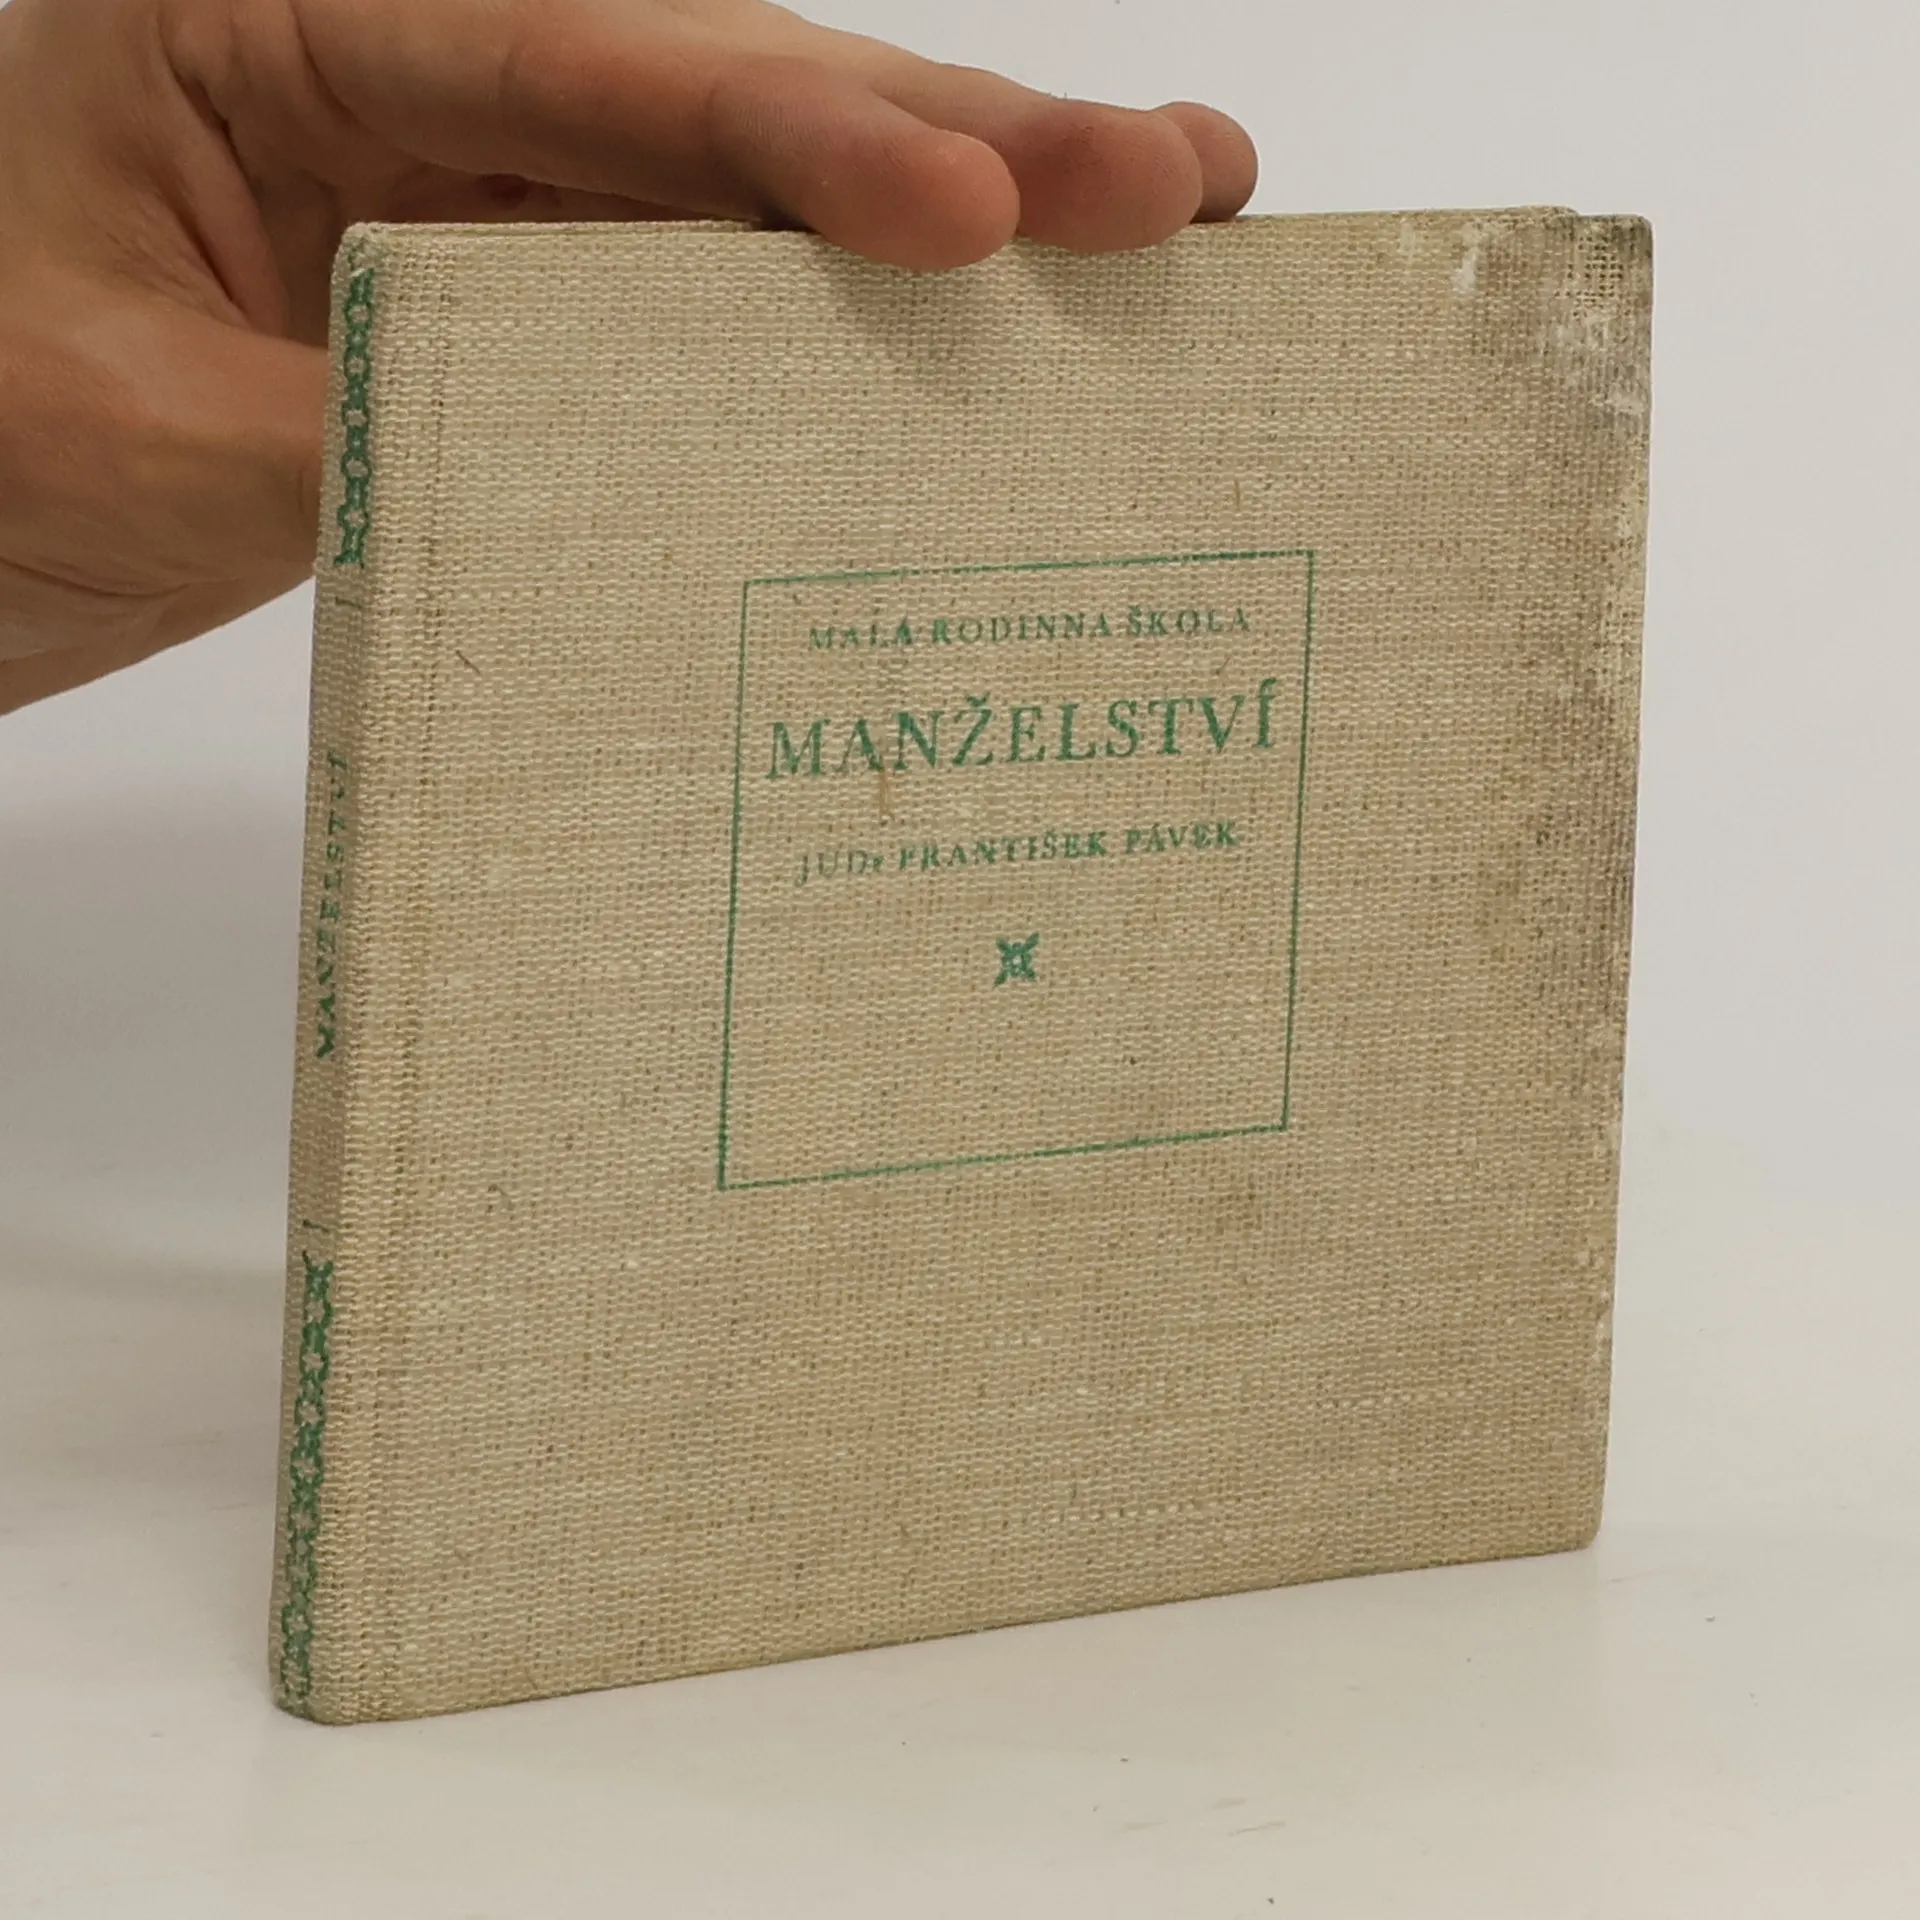 MALÁ RODINNÁ ŠKOLA
MANŽELSTVÍ
JUDr FRANTIŠEK PÁVEK
MANŽELSTVÍ